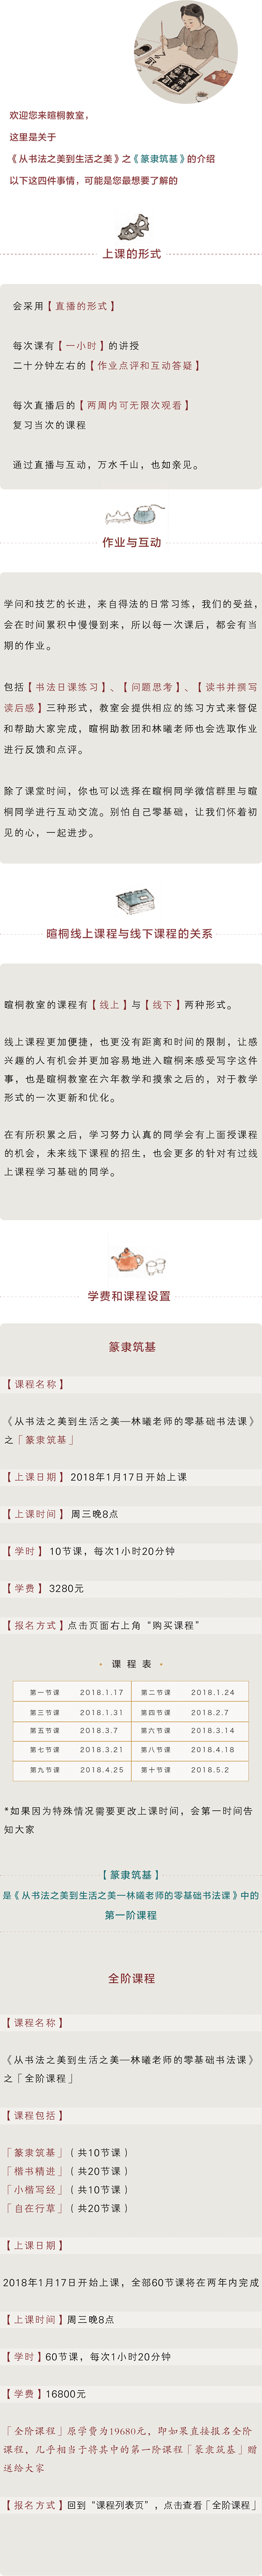 欢迎您来暄桐教室，
这里是关于
《从书法之美到生活之美》之《篆隶筑基》的介绍
以下这四件事情，可能是您最想要了解的
上课的形式
会采用【直播的形式】
每次课有【一小时】的讲授
二十分钟左右的【作业点评和互动答疑】
每次直播后的【两周内可无限次观看】
复习当次的课程
通过直播与互动，万水千山，也如亲见。
作业与互动
学问和技艺的长进，来自得法的日常习练，我们的受益，
会在时间累积中慢慢到来，所以每一次课后，都会有当
期的作业。
包括【书法日课练习】、【问题思考】、【读书并撰写
读后感】三种形式，教室会提供相应的练习方式来督促
和帮助大家完成，暄桐助教团和林曦老师也会选取作业
进行反馈和点评。
除了课堂时间，你也可以选择在暄桐同学微信群里与暄
桐同学进行互动交流。别怕自己零基础，让我们怀着初
见的心，一起进步。
暄桐线上课程与线下课程的关系
暄桐教室的课程有【线上】与【线下】两种形式。
线上课程更加便捷，也更没有距离和时间的限制，让感
兴趣的人有机会并更加容易地进入暄桐来感受写字这件
事，也是暄桐教室在六年教学和摸索之后的，对于教学
形式的一次更新和优化。
在有所积累之后，学习努力认真的同学会有上面授课程
的机会，未来线下课程的招生，也会更多的针对有过线
上课程学习基础的同学。
学费和课程设置
篆隶筑基
【课程名称】
《从书法之美到生活之美—林曦老师的零基础书法课》
之「篆隶筑基」
【上课日期】2018年1月17日开始上课
【上课时间】周三晚8点
【学时】10节课，每次1小时20分钟
【学费】3280元
【报名方式】点击页面右上角“购买课程”
· 课 程 表 ·
第一节课 2018.1.17 第二节课 2018.1.24
第三节课 2018.1.31 第四节课 2018.2.7
第五节课 2018.3.7 第六节课 2018.3.14
第七节课 2018.3.21 第八节课 2018.4.18
第九节课 2018.4.25 第十节课 2018.5.2
*如果因为特殊情况需要更改上课时间，会第一时间告
知大家
【篆隶筑基】
是《从书法之美到生活之美—林曦老师的零基础书法课》中的
第一阶课程
全阶课程
【课程名称】
《从书法之美到生活之美—林曦老师的零基础书法课》
之「全阶课程」
【课程包括】
「篆隶筑基」（共10节课）
「楷书精进」（共20节课）
「小楷写经」（共10节课）
「自在行草」（共20节课）
【上课日期】
2018年1月17日开始上课，全部60节课将在两年内完成
【上课时间】周三晚8点
【学时】60节课，每次1小时20分钟
【学费】16800元
「全阶课程」原学费为19680元，即如果直接报名全阶
课程，几乎相当于将其中的第一阶课程「篆隶筑基」赠
送给大家
【报名方式】回到“课程列表页”，点击查看「全阶课程」